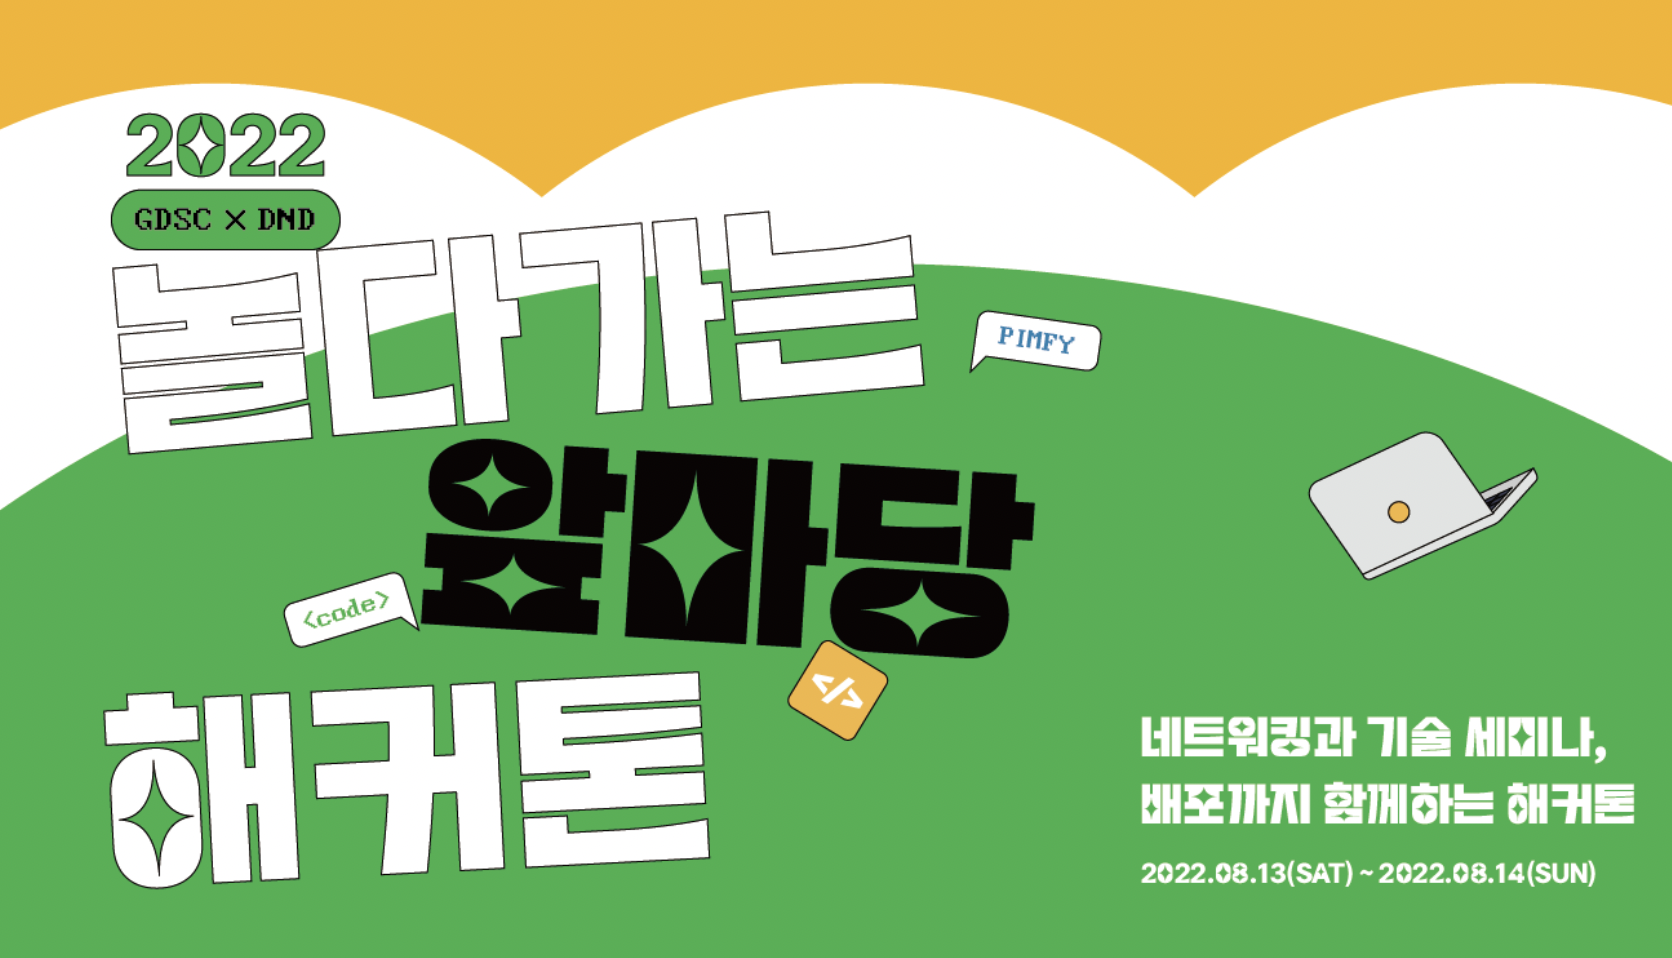 2022
GDSC × DND
놀다가는
PIMFY
앞마당
<code>
</>
해커톤
네트워킹과 기술 세미나,
배포까지 함께하는 해커톤
2022.08.13(SAT) ~ 2022.08.14(SUN)